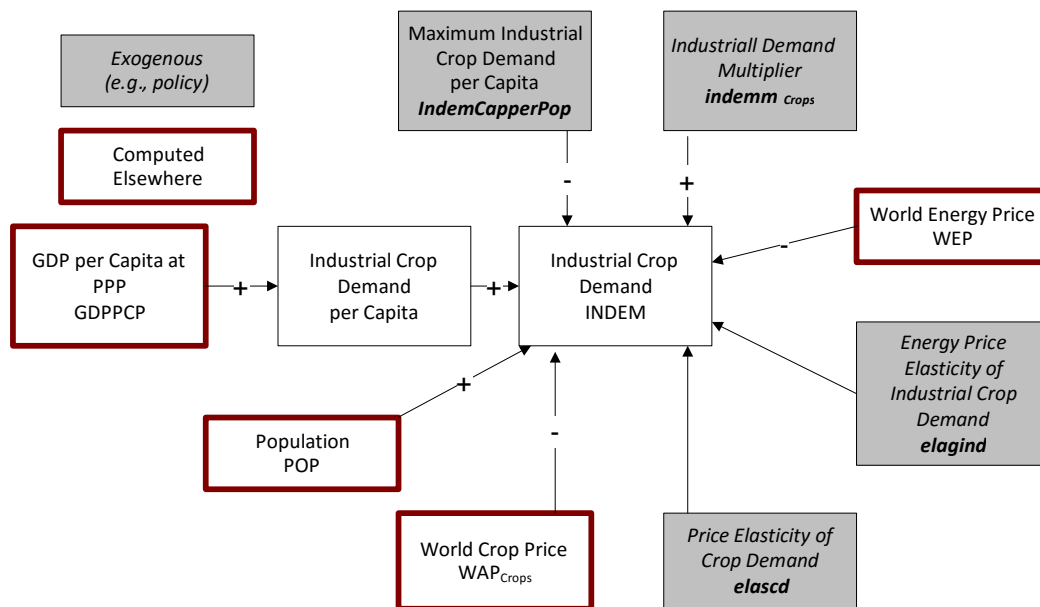 Exogenous
(e.g., policy)
Maximum Industrial
Crop Demand
per Capita
IndemCapperPop
Industriall Demand
Multiplier
indemm Crops
Computed
Elsewhere
-
+
World Energy Price
WEP
GDP per Capita at
PPP
GDPPCP
+
Industrial Crop
Demand
per Capita
+
Industrial Crop
Demand
INDEM
-
Energy Price
Elasticity of
Industrial Crop
Demand
elagind
+
Population
POP
-
World Crop Price
WAPCrops
Price Elasticity of
Crop Demand
elascd